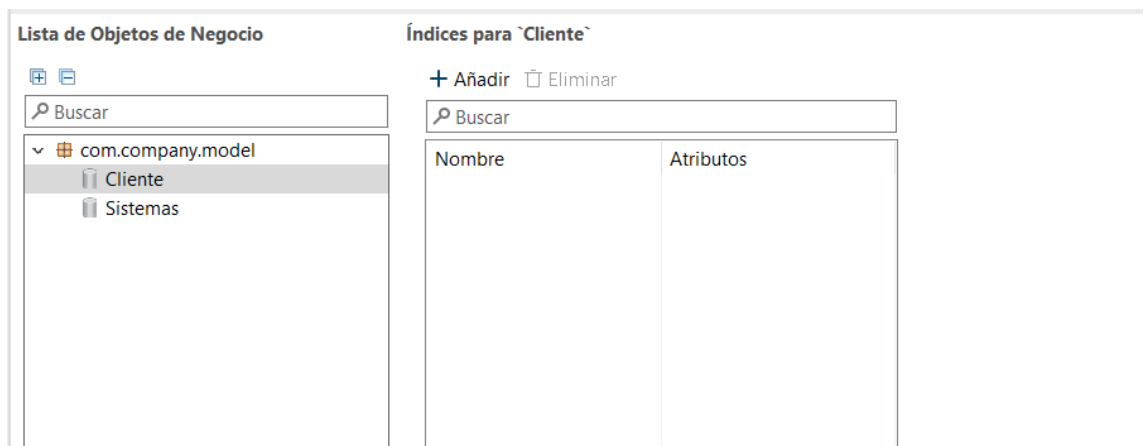 Lista de Objetos de Negocio
Índices para `Cliente`
Añadir Eliminar
Buscar
Buscar
com.company.model
Cliente
Sistemas
Nombre Atributos